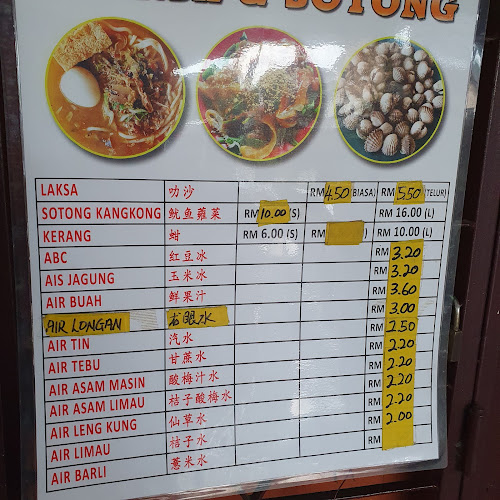 & SOTONG
LAKSA 叻沙 RM 4.50 (BIASA) RM 5.50 (TELUR)
SOTONG KANGKONG 鱿鱼蕹菜 RM 10.00 (S) RM 16.00 (L)
KERANG 蚶 RM 6.00 (S) RM ) RM 10.00 (L)
ABC 红豆冰 RM 3.20
AIS JAGUNG 玉米冰 RM 3.20
AIR BUAH 鲜果汁 RM 3.60
AIR LONGAN 龙眼水 RM 3.00
AIR TIN 汽水 RM 2.50
AIR TEBU 甘蔗水 RM 2.20
AIR ASAM MASIN 酸梅汁水 RM 2.20
AIR ASAM LIMAU 桔子酸梅水 RM 2.20
AIR LENG KUNG 仙草水 RM 2.20
AIR LIMAU 桔子水 RM 2.00
AIR BARLI 薏米水 RM